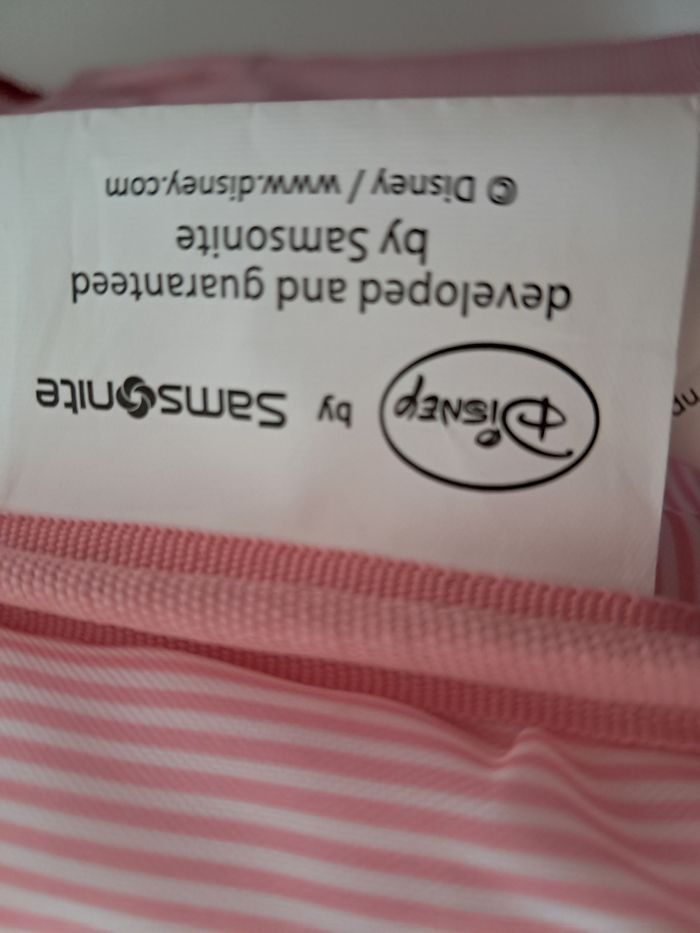 Disney by Samsonite
developed and guaranteed
by Samsonite
© Disney / www.disney.com